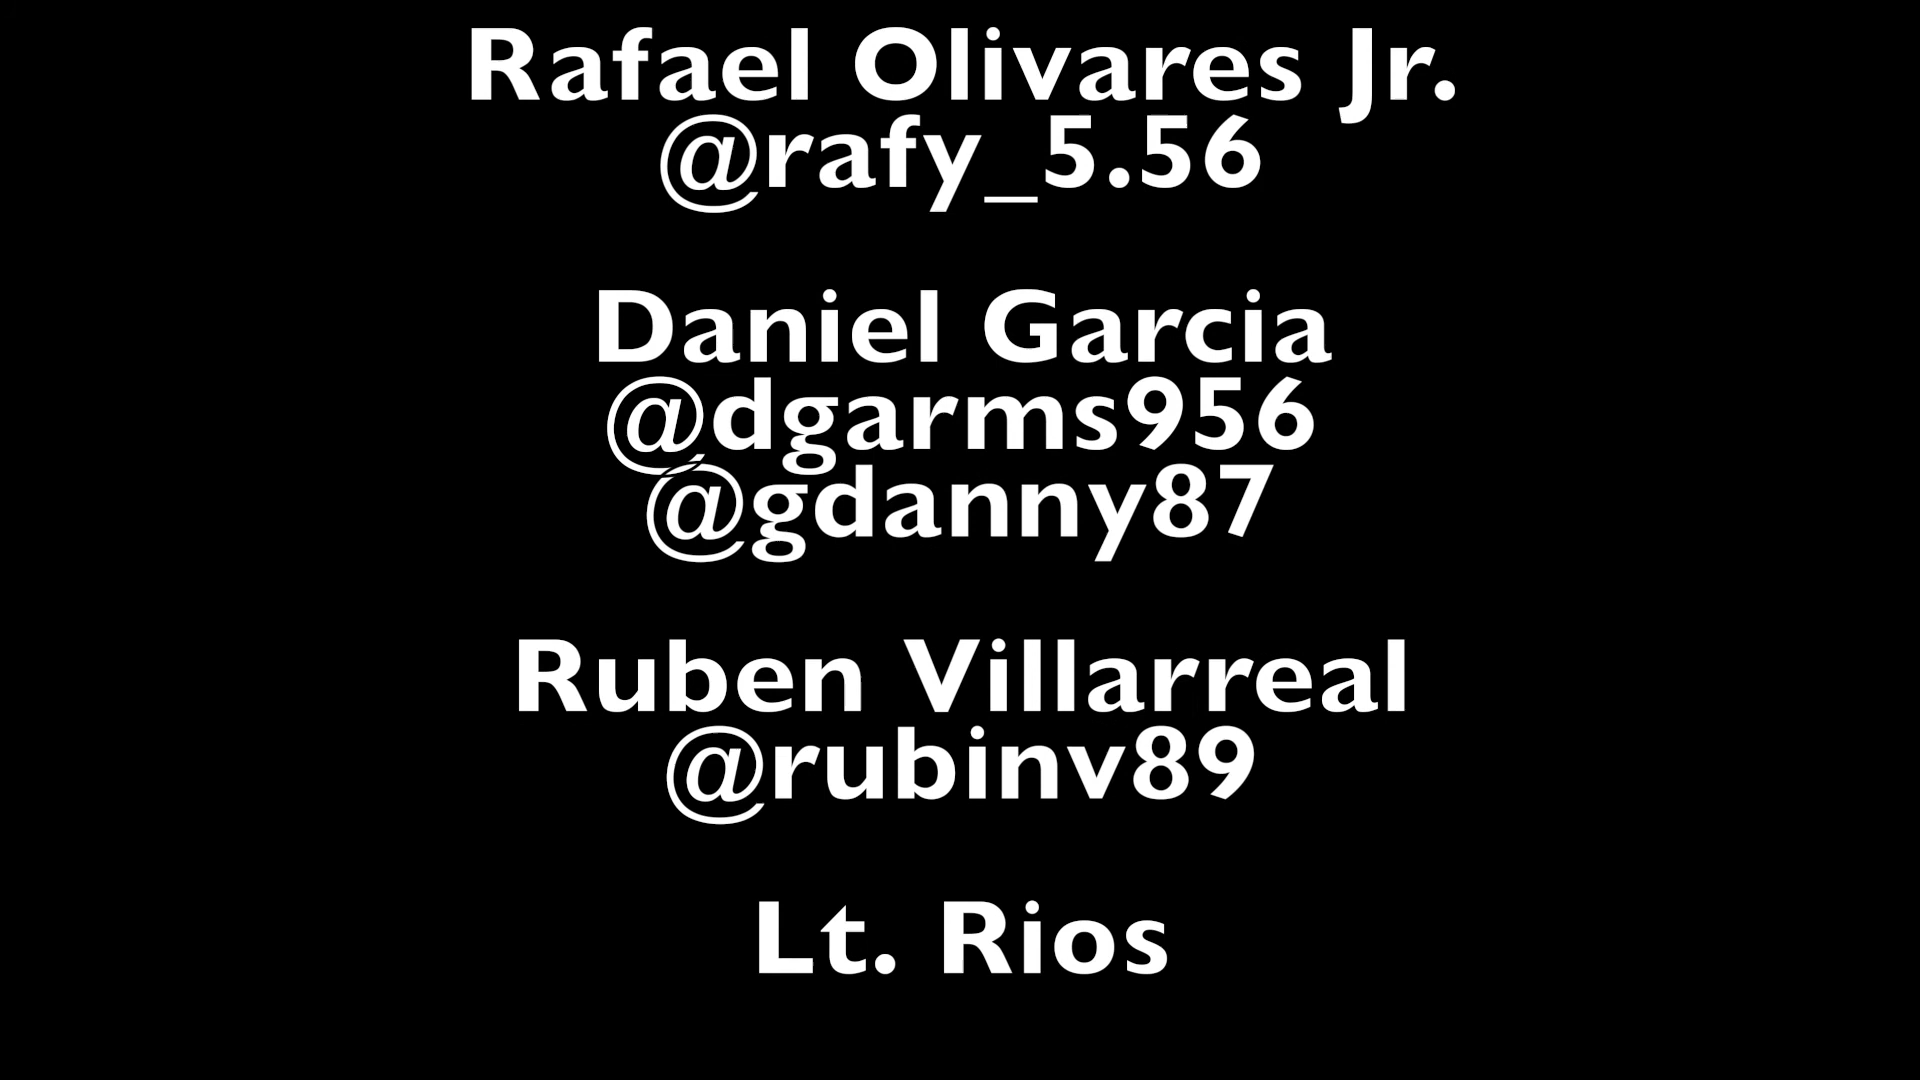 Rafael Olivares Jr.
@rafy_5.56
Daniel Garcia
@dgarms956
@gdanny87
Ruben Villarreal
@rubinv89
Lt. Rios